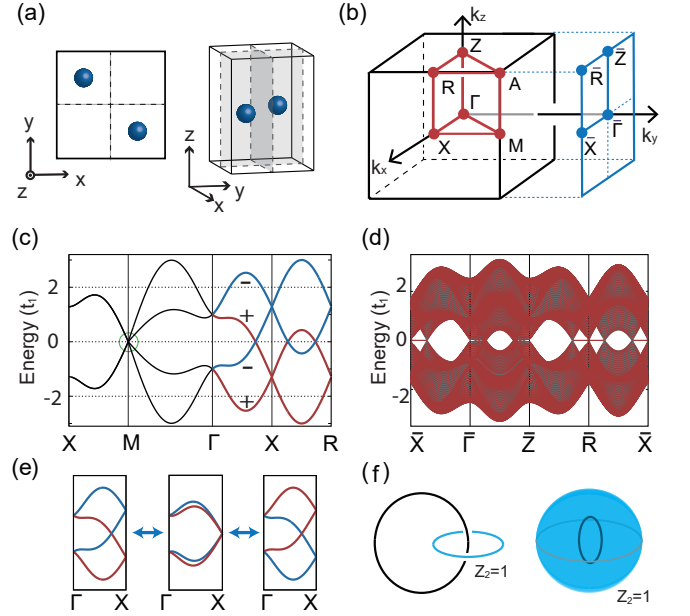 (a)
y
z
x
z
y
x
(b)
k_z
Z
R
A
Γ
X
M
k_x
k_y
Z̄
R̄
Γ̄
X̄
(c)
Energy (t₁)
2
0
-2
−
+
−
+
X M Γ X R
(d)
Energy (t₁)
2
0
-2
X̄ Γ̄ Z̄ R̄ X̄
(e)
Γ X Γ X Γ X
(f)
Z₂=1
Z₂=1